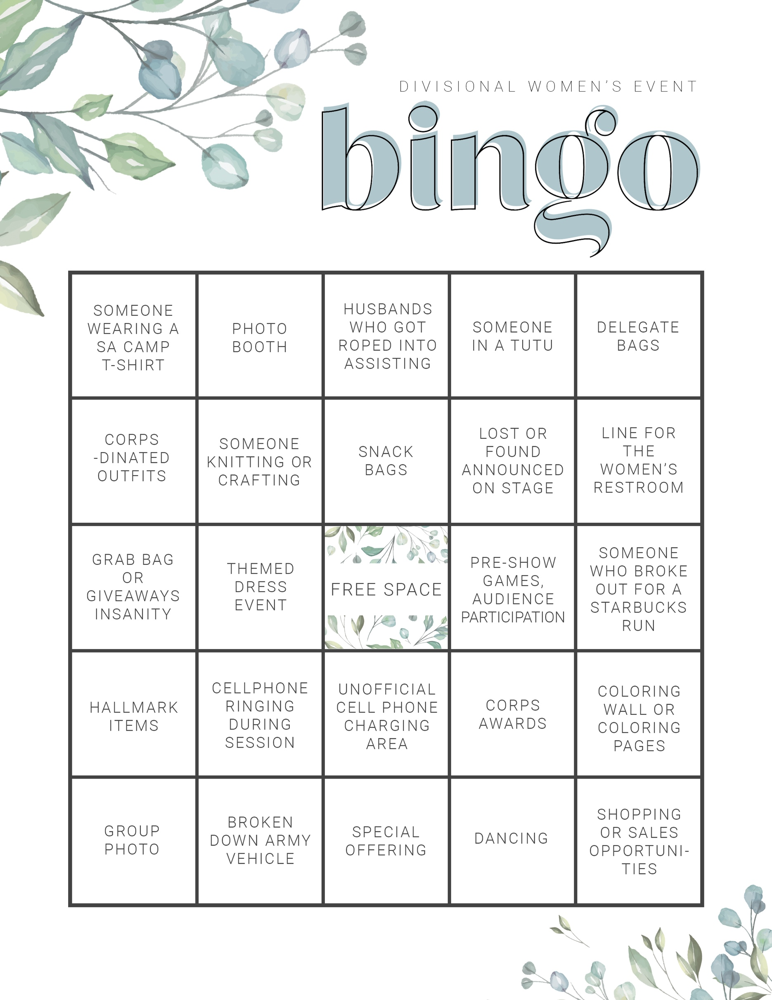 DIVISIONAL WOMEN'S EVENT
bingo
SOMEONE
WEARING A
SA CAMP
T-SHIRT
PHOTO
BOOTH
HUSBANDS
WHO GOT
ROPED INTO
ASSISTING
SOMEONE
IN A TUTU
DELEGATE
BAGS
CORPS
-DINATED
OUTFITS
SOMEONE
KNITTING OR
CRAFTING
SNACK
BAGS
LOST OR
FOUND
ANNOUNCED
ON STAGE
LINE FOR
THE
WOMEN'S
RESTROOM
GRAB BAG
OR
GIVEAWAYS
INSANITY
THEMED
DRESS
EVENT
FREE SPACE
PRE-SHOW
GAMES,
AUDIENCE
PARTICIPATION
SOMEONE
WHO BROKE
OUT FOR A
STARBUCKS
RUN
HALLMARK
ITEMS
CELLPHONE
RINGING
DURING
SESSION
UNOFFICIAL
CELL PHONE
CHARGING
AREA
CORPS
AWARDS
COLORING
WALL OR
COLORING
PAGES
GROUP
PHOTO
BROKEN
DOWN ARMY
VEHICLE
SPECIAL
OFFERING
DANCING
SHOPPING
OR SALES
OPPORTUNI-
TIES